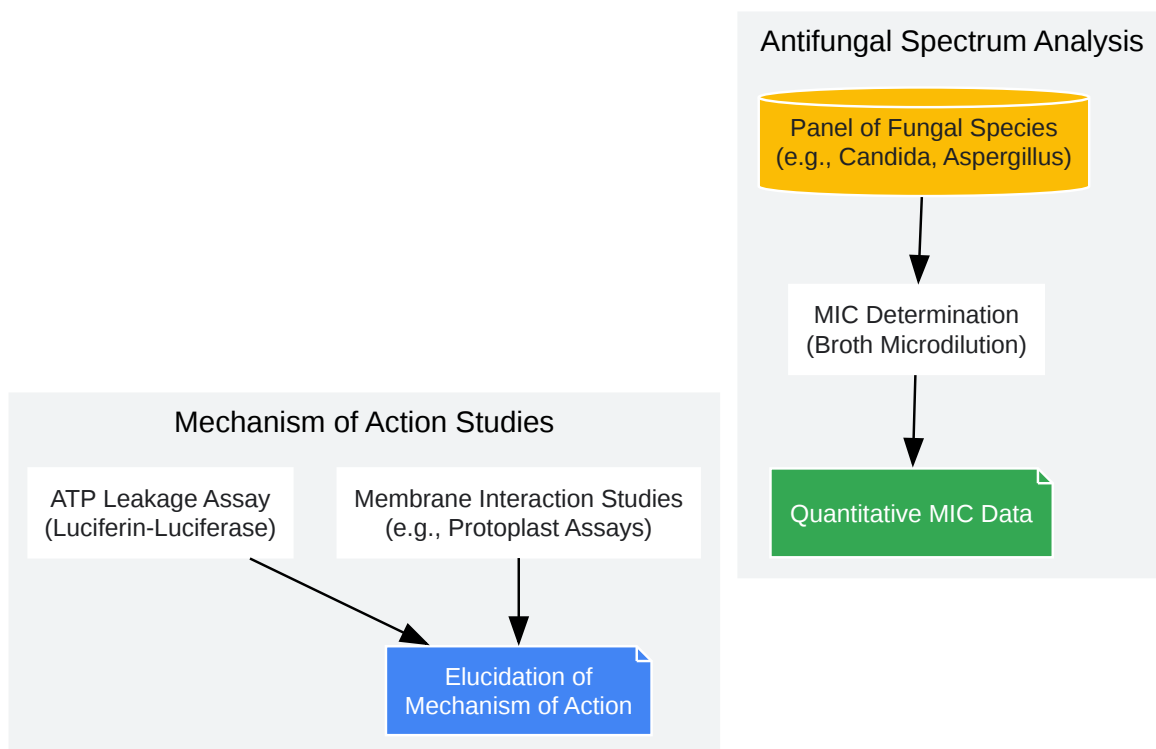 Antifungal Spectrum Analysis
Panel of Fungal Species
(e.g., Candida, Aspergillus)
MIC Determination
(Broth Microdilution)
Quantitative MIC Data
Mechanism of Action Studies
ATP Leakage Assay
(Luciferin-Luciferase)
Membrane Interaction Studies
(e.g., Protoplast Assays)
Elucidation of
Mechanism of Action